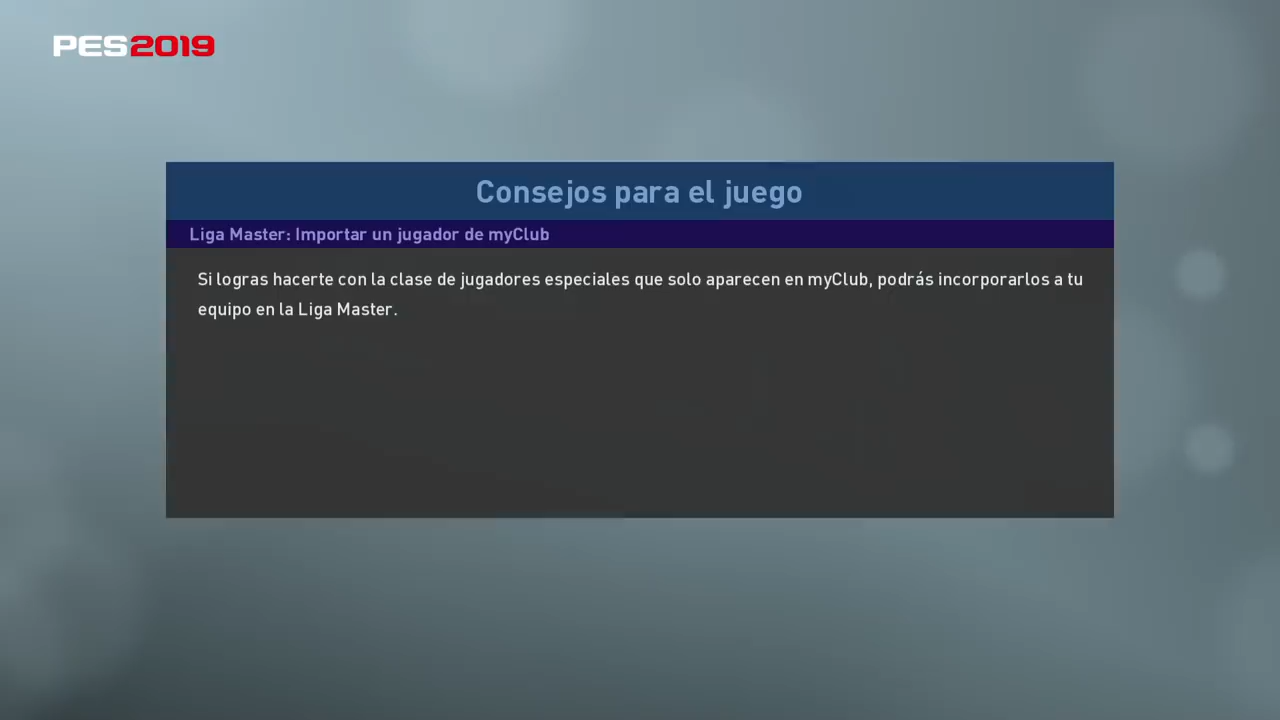 PES2019
Consejos para el juego
Liga Master: Importar un jugador de myClub
Si logras hacerte con la clase de jugadores especiales que solo aparecen en myClub, podrás incorporarlos a tu
equipo en la Liga Master.